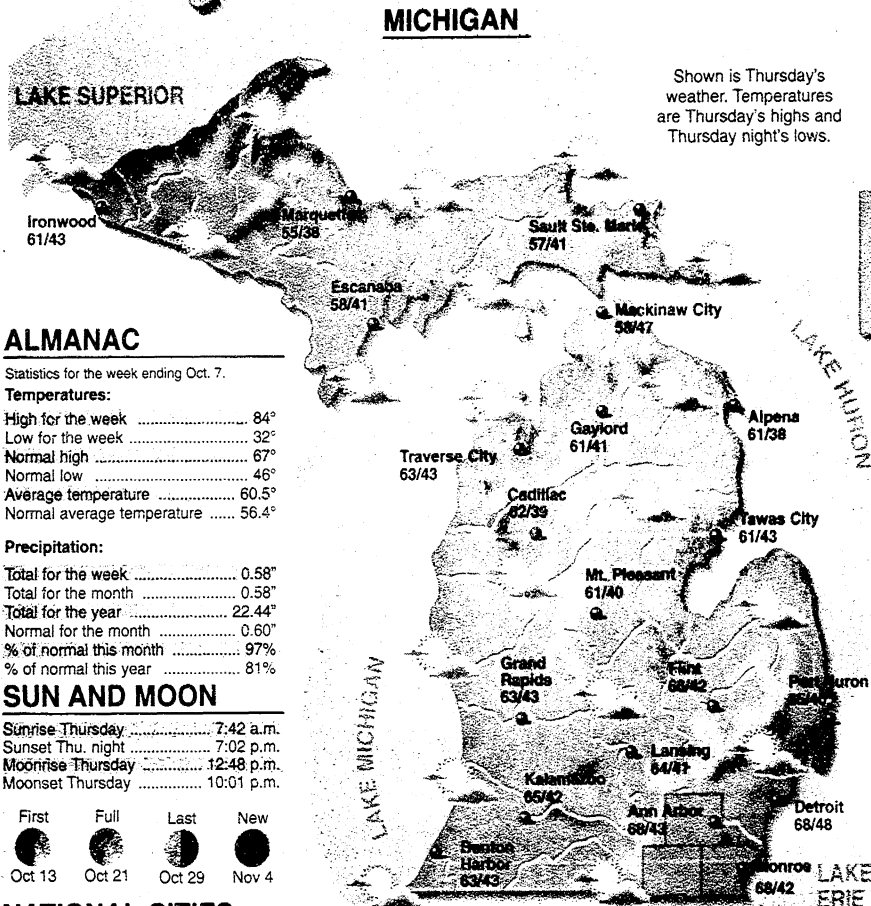 MICHIGAN
LAKE SUPERIOR
Shown is Thursday's
weather. Temperatures
are Thursday's highs and
Thursday night's lows.
Ironwood
61/43
Marquette
55/38
Sault Ste. Marie
57/41
Escanaba
58/41
Mackinaw City
58/47
LAKE HURON
ALMANAC
Statistics for the week ending Oct. 7.
Temperatures:
High for the week ............................ 84°
Low for the week ............................ 32°
Normal high ................................... 67°
Normal low ................................... 46°
Average temperature ................. 60.5°
Normal average temperature ...... 56.4°
Precipitation:
Total for the week ....................... 0.58"
Total for the month ...................... 0.58"
Total for the year ....................... 22.44"
Normal for the month ................. 0.60"
% of normal this month ................ 97%
% of normal this year .................... 81%
Gaylord
61/41
Alpena
61/38
Traverse City
63/43
Cadillac
62/39
Tawas City
61/43
Mt. Pleasant
61/40
Grand
Rapids
63/43
Flint
68/42
Port Huron
LAKE MICHIGAN
Lansing
64/41
Kalamazoo
65/42
Ann Arbor
68/43
Detroit
68/48
Benton
Harbor
63/43
Monroe
68/42
LAKE
ERIE
SUN AND MOON
Sunrise Thursday .................... 7:42 a.m.
Sunset Thu. night .................... 7:02 p.m.
Moonrise Thursday ............... 12:48 p.m.
Moonset Thursday ............... 10:01 p.m.
First Full Last New
Oct 13 Oct 21 Oct 29 Nov 4
NATIONAL CITIES